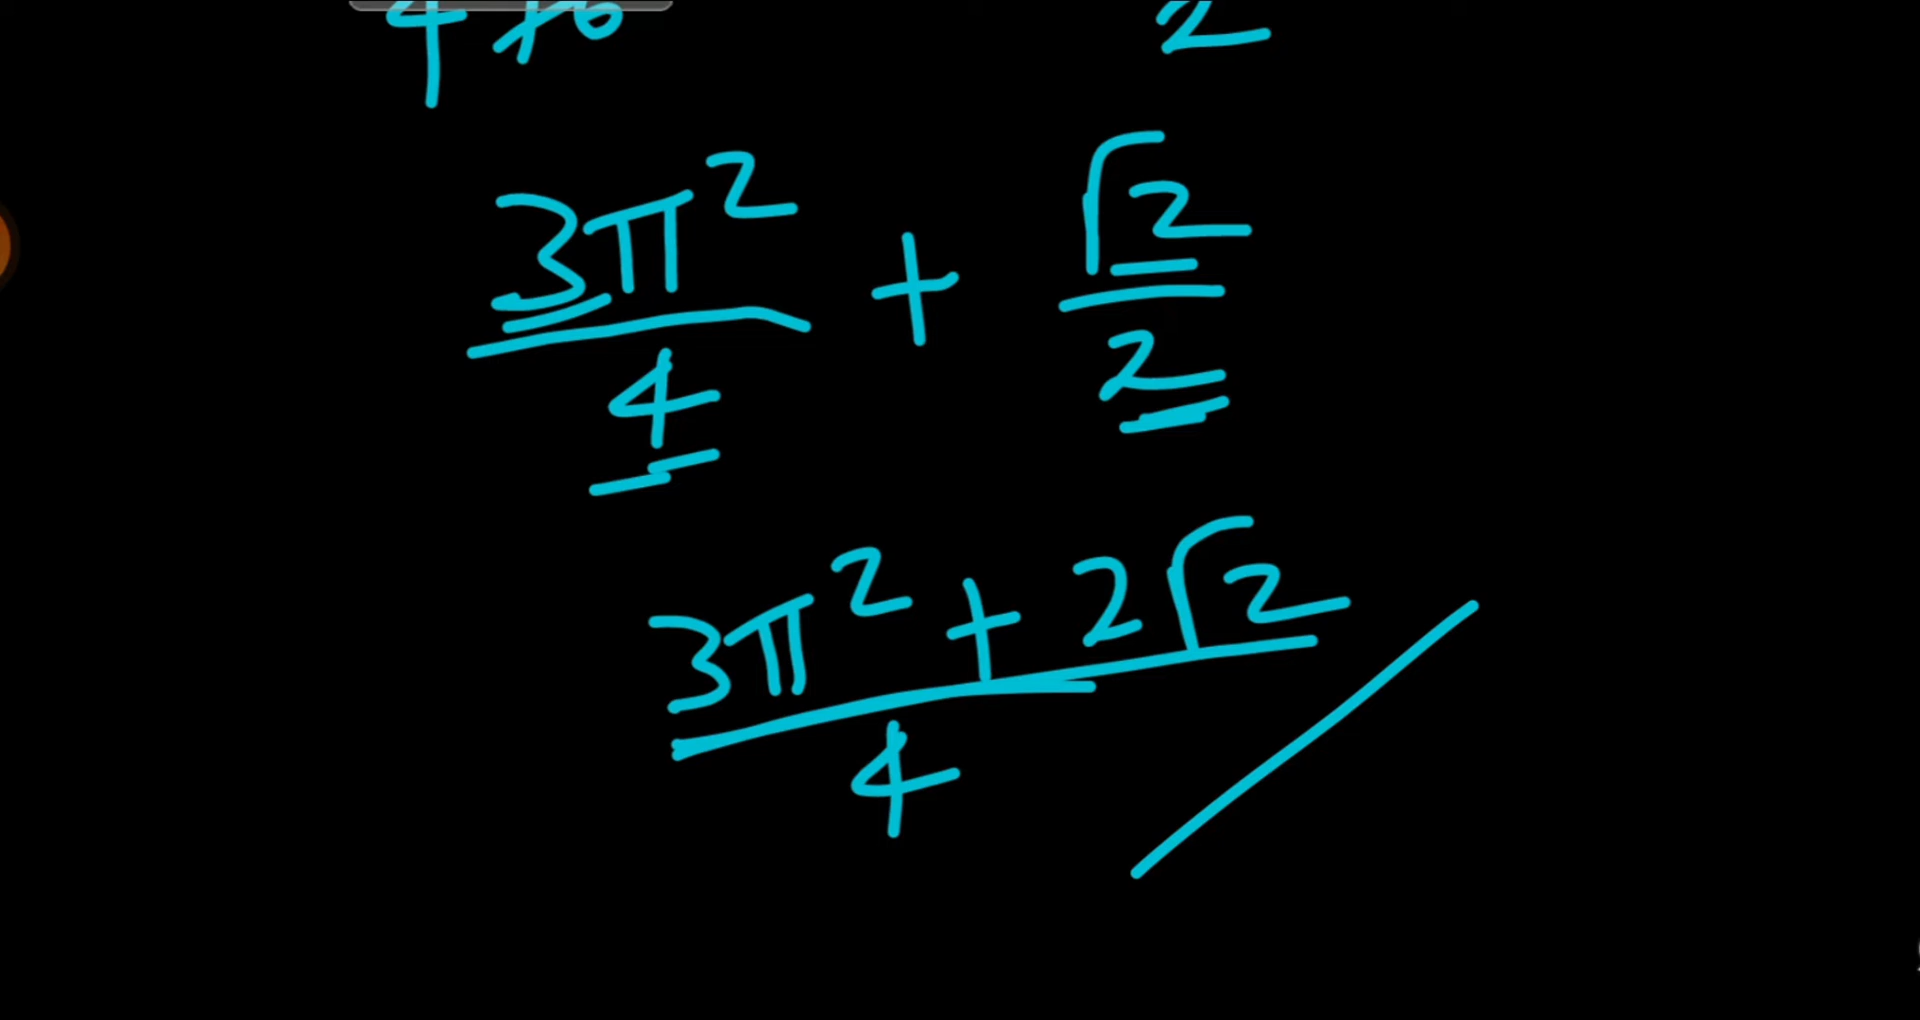 3π² / 4 + √2 / 2
(3π² + 2√2) / 4